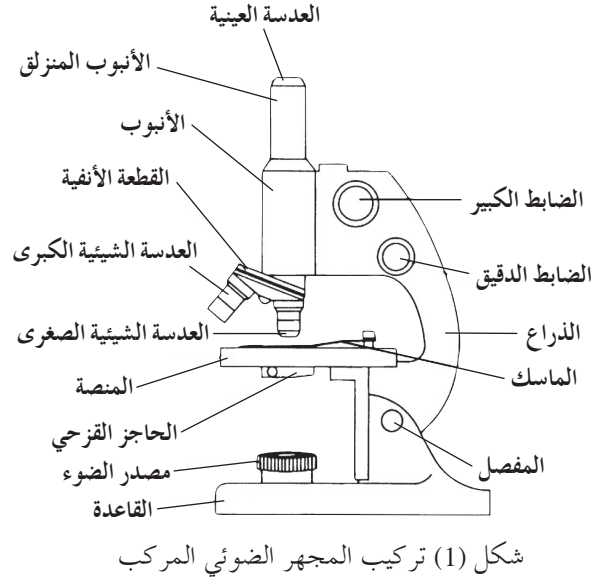 العدسة العينية
الأنبوب المنزلق
الأنبوب
القطعة الأنفية
الضابط الكبير
العدسة الشيئية الكبرى
الضابط الدقيق
العدسة الشيئية الصغرى
الذراع
المنصة
الماسك
الحاجز القزحي
مصدر الضوء
المفصل
القاعدة
شكل (1) تركيب المجهر الضوئي المركب